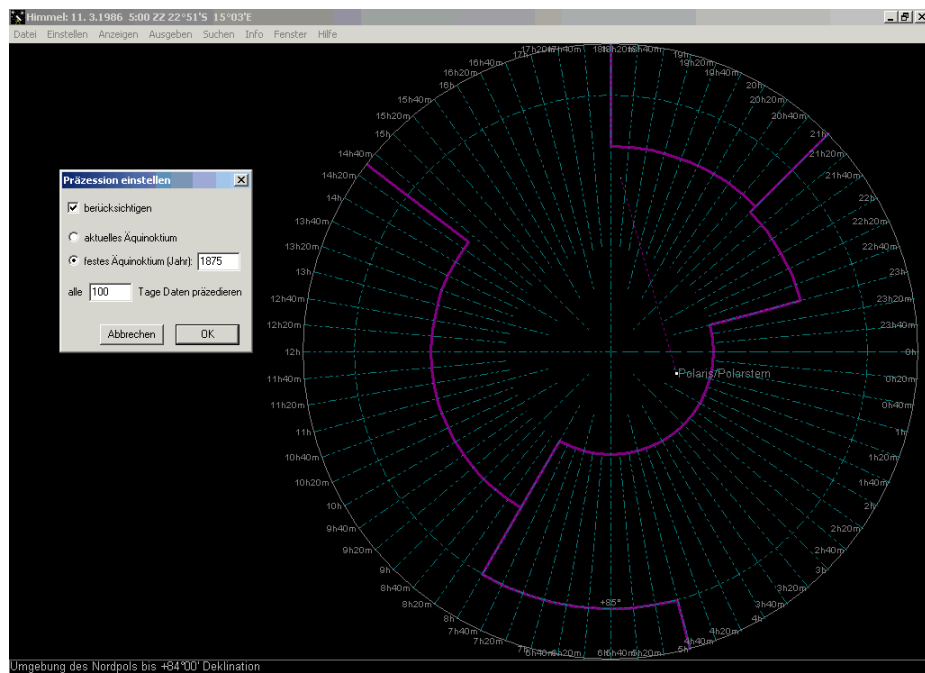 Himmel: 11. 3.1986 5:00 ZZ 22°51'S 15°03'E
Datei Einstellen Anzeigen Ausgeben Suchen Info Fenster Hilfe
Präzession einstellen
berücksichtigen
aktuelles Äquinoktium
festes Äquinoktium (Jahr): 1875
alle 100 Tage Daten präzedieren
Abbrechen OK
17h20m
17h40m
18h20m
18h40m
17h
16h40m
16h20m
16h
15h40m
15h20m
15h
14h40m
14h20m
14h
13h40m
13h20m
13h
12h40m
12h20m
12h
11h40m
11h20m
11h
10h40m
10h20m
10h
9h40m
9h20m
9h
8h40m
8h20m
8h
7h40m
7h20m
19h20m
19h40m
20h
20h20m
20h40m
21h
21h20m
21h40m
22h
22h20m
22h40m
23h
23h20m
23h40m
0h
0h20m
0h40m
1h
1h20m
1h40m
2h
2h20m
2h40m
3h
3h20m
3h40m
4h
4h20m
4h40m
5h
Polaris/Polarstern
+85°
Umgebung des Nordpols bis +84°00' Deklination